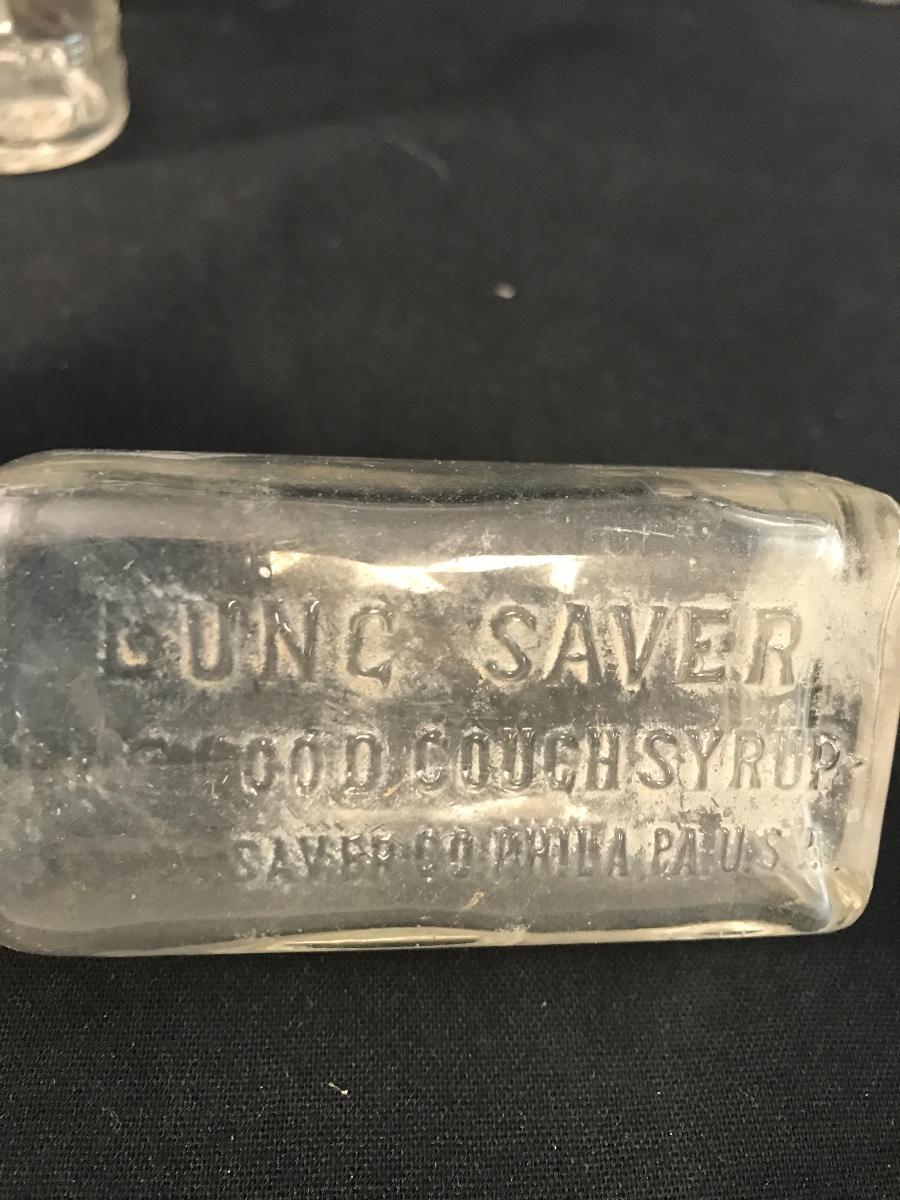 LUNG SAVER
GOOD COUGH SYRUP
SAVER CO PHILA PA U.S.A.